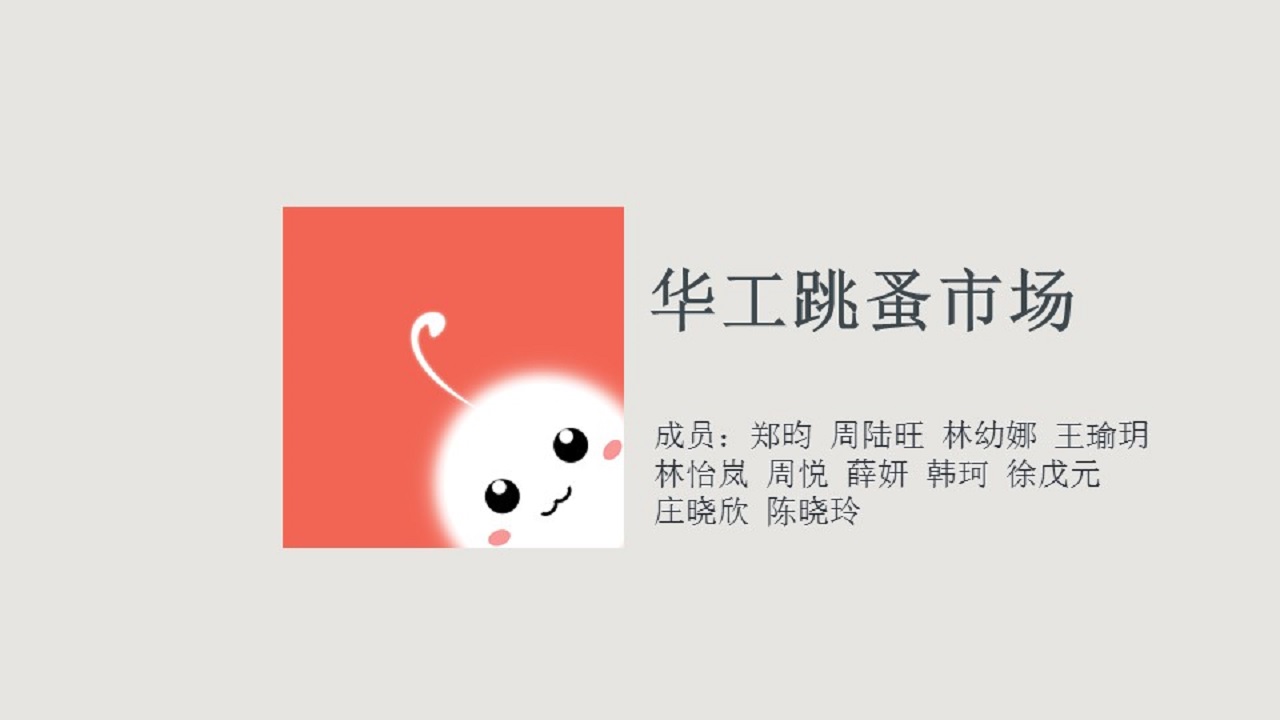 华工跳蚤市场
成员：郑昀 周陆旺 林幼娜 王瑜玥
林怡岚 周悦 薛妍 韩珂 徐戊元
庄晓欣 陈晓玲